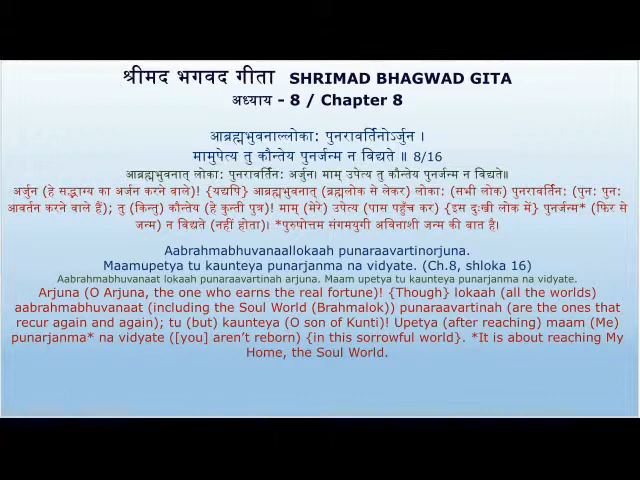 श्रीमद भगवद गीता SHRIMAD BHAGWAD GITA
अध्याय - 8 / Chapter 8
आब्रह्मभुवनाल्लोका: पुनरावर्तिनोऽर्जुन ।
मामुपेत्य तु कौन्तेय पुनर्जन्म न विद्यते ॥ 8/16
आब्रह्मभुवनात् लोका: पुनरावर्तिन: अर्जुन। माम् उपेत्य तु कौन्तेय पुनर्जन्म न विद्यते॥
अर्जुन (हे सद्भाग्य का अर्जन करने वाले)! {यद्यपि} आब्रह्मभुवनात् (ब्रह्मलोक से लेकर) लोका: (सभी लोक) पुनरावर्तिन: (पुन: पुन:
आवर्तन करने वाले हैं); तु (किन्तु) कौन्तेय (हे कुन्ती पुत्र)! माम् (मेरे) उपेत्य (पास पहुँच कर) {इस दुःखी लोक में} पुनर्जन्म* (फिर से
जन्म) न विद्यते (नहीं होता)। *पुरुषोत्तम संगमयुगी अविनाशी जन्म की बात है।
Aabrahmabhuvanaallokaah punaraavartinorjuna.
Maamupetya tu kaunteya punarjanma na vidyate. (Ch.8, shloka 16)
Aabrahmabhuvanaat lokaah punaraavartinah arjuna. Maam upetya tu kaunteya punarjanma na vidyate.
Arjuna (O Arjuna, the one who earns the real fortune)! {Though} lokaah (all the worlds)
aabrahmabhuvanaat (including the Soul World (Brahmalok)) punaraavartinah (are the ones that
recur again and again); tu (but) kaunteya (O son of Kunti)! Upetya (after reaching) maam (Me)
punarjanma* na vidyate ([you] aren't reborn) {in this sorrowful world}. *It is about reaching My
Home, the Soul World.